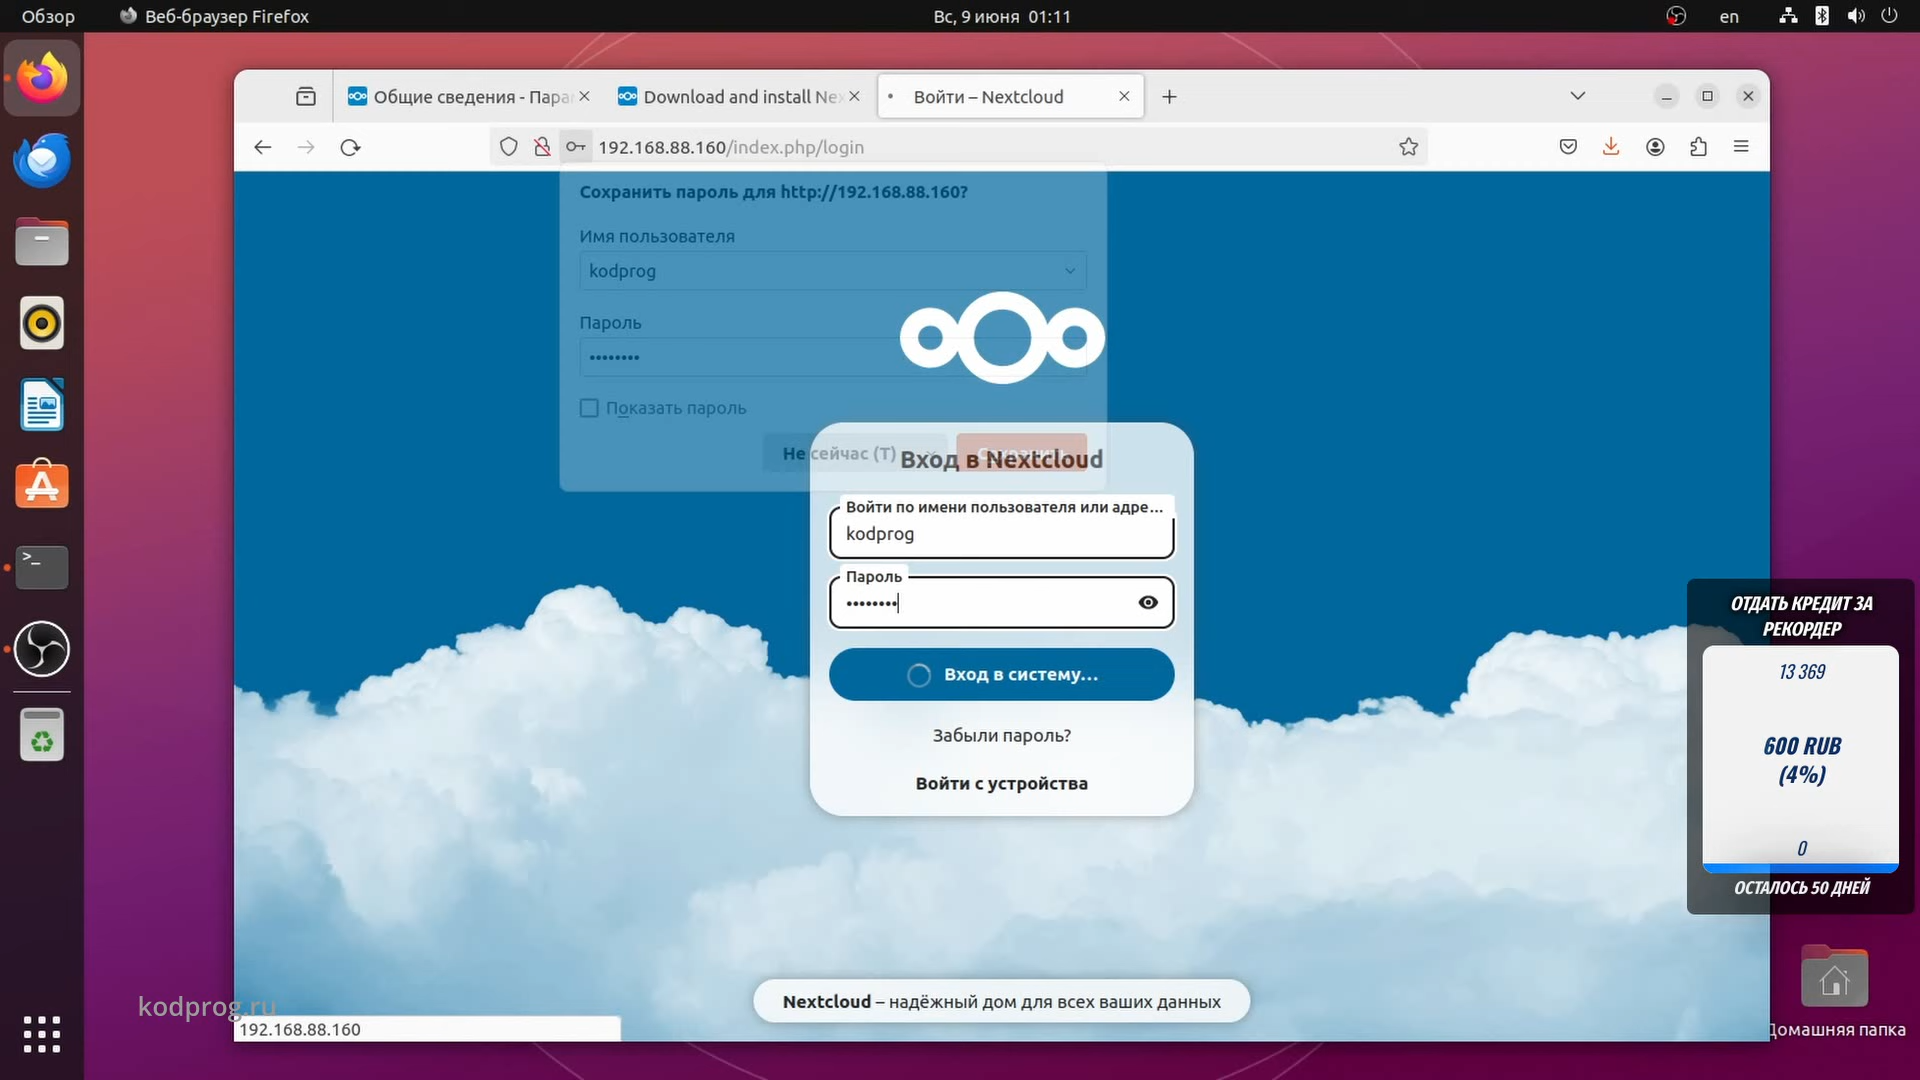 Обзор
Веб-браузер Firefox
Вс, 9 июня 01:11
en
Общие сведения - Пара
Download and install Nex
Войти – Nextcloud
192.168.88.160/index.php/login
Сохранить пароль для http://192.168.88.160?
Имя пользователя
kodprog
Пароль
••••••••
Показать пароль
Не сейчас (Т)
Вход в Nextcloud
Войти по имени пользователя или адре...
kodprog
Пароль
••••••••
Вход в систему...
Забыли пароль?
Войти с устройства
Nextcloud – надёжный дом для всех ваших данных
ОТДАТЬ КРЕДИТ ЗА
РЕКОРДЕР
13 369
600 RUB
(4%)
0
ОСТАЛОСЬ 50 ДНЕЙ
Домашняя папка
kodprog.ru
192.168.88.160